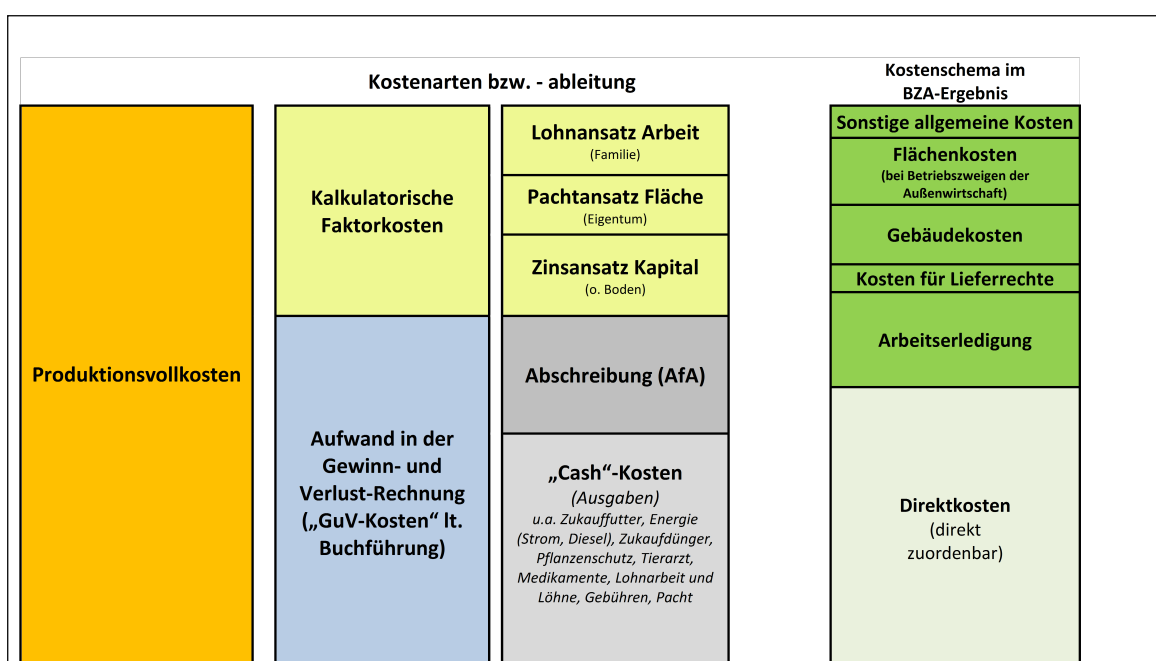 Kostenarten bzw. - ableitung
Kostenschema im
BZA-Ergebnis
Produktionsvollkosten
Kalkulatorische
Faktorkosten
Aufwand in der
Gewinn- und
Verlust-Rechnung
(„GuV-Kosten“ lt.
Buchführung)
Lohnansatz Arbeit
(Familie)
Pachtansatz Fläche
(Eigentum)
Zinsansatz Kapital
(o. Boden)
Abschreibung (AfA)
„Cash“-Kosten
(Ausgaben)
u.a. Zukauffutter, Energie
(Strom, Diesel), Zukaufdünger,
Pflanzenschutz, Tierarzt,
Medikamente, Lohnarbeit und
Löhne, Gebühren, Pacht
Sonstige allgemeine Kosten
Flächenkosten
(bei Betriebszweigen der
Außenwirtschaft)
Gebäudekosten
Kosten für Lieferrechte
Arbeitserledigung
Direktkosten
(direkt
zuordenbar)